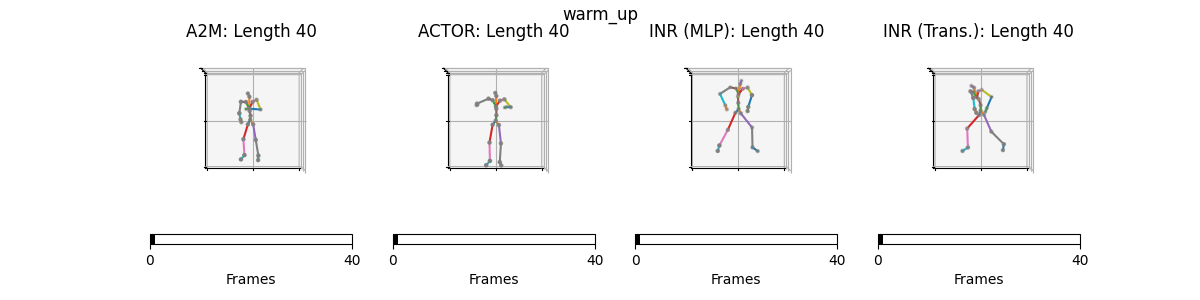 warm_up
A2M: Length 40 ACTOR: Length 40 INR (MLP): Length 40 INR (Trans.): Length 40
0 40 0 40 0 40 0 40
Frames Frames Frames Frames